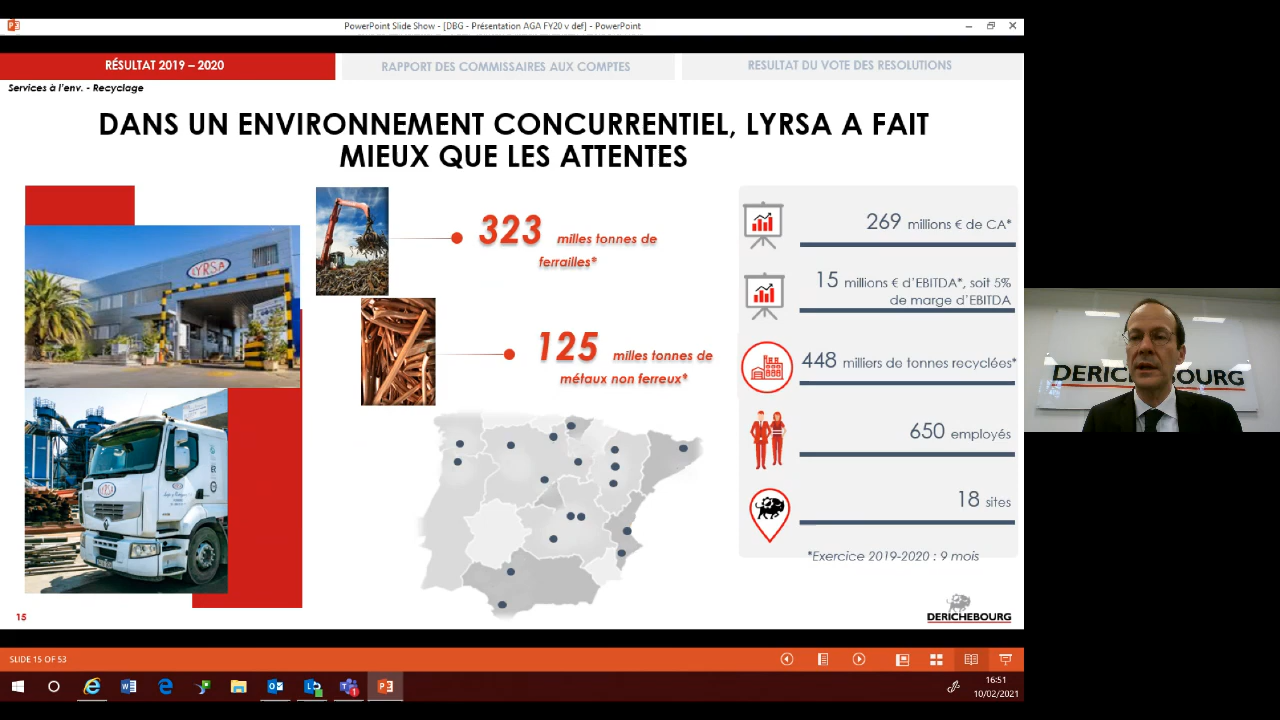 PowerPoint Slide Show - [DBG - Présentation AGA FY20 v def] - PowerPoint
RÉSULTAT 2019 – 2020
RAPPORT DES COMMISSAIRES AUX COMPTES
RESULTAT DU VOTE DES RESOLUTIONS
Services à l'env. - Recyclage
DANS UN ENVIRONNEMENT CONCURRENTIEL, LYRSA A FAIT
MIEUX QUE LES ATTENTES
LYRSA
323 milles tonnes de
ferrailles*
125 milles tonnes de
métaux non ferreux*
269 millions € de CA*
15 millions € d'EBITDA*, soit 5%
de marge d'EBITDA
448 milliers de tonnes recyclées*
650 employés
18 sites
*Exercice 2019-2020 : 9 mois
DERICHEBOURG
15
DERICHEBOURG
SLIDE 15 OF 53
16:51
10/02/2021